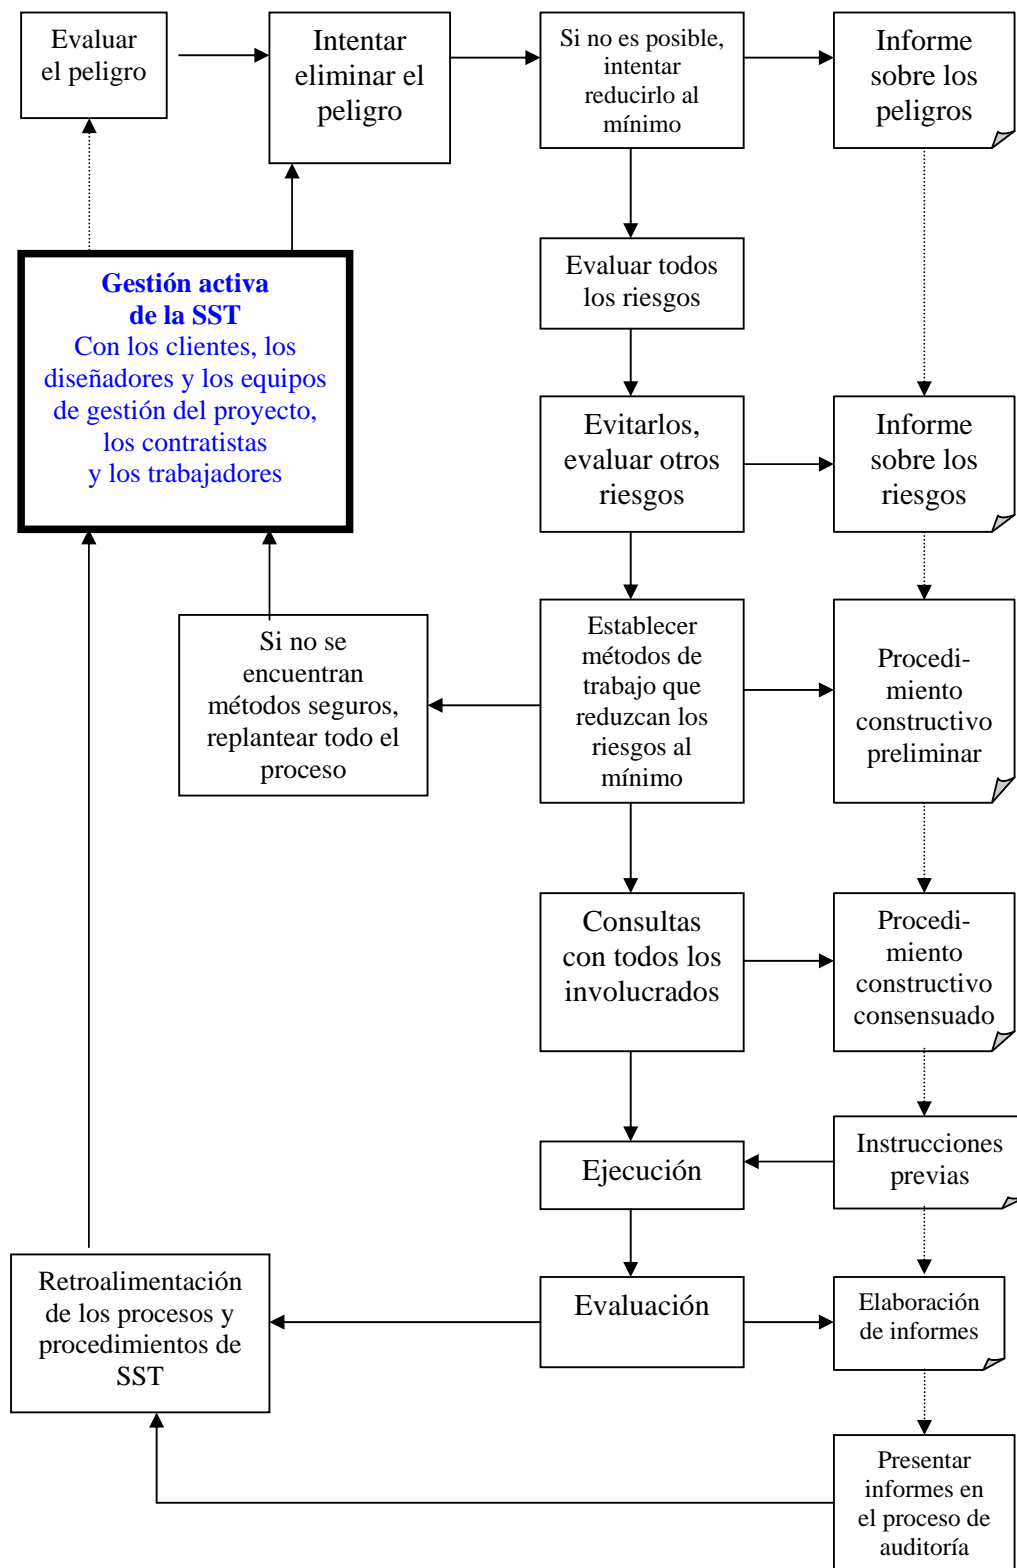 Evaluar
el peligro
Intentar
eliminar el
peligro
Si no es posible,
intentar
reducirlo al
mínimo
Informe
sobre los
peligros
Gestión activa
de la SST
Con los clientes, los
diseñadores y los equipos
de gestión del proyecto,
los contratistas
y los trabajadores
Evaluar todos
los riesgos
Evitarlos,
evaluar otros
riesgos
Informe
sobre los
riesgos
Si no se
encuentran
métodos seguros,
replantear todo el
proceso
Establecer
métodos de
trabajo que
reduzcan los
riesgos al
mínimo
Procedi-
miento
constructivo
preliminar
Consultas
con todos los
involucrados
Procedi-
miento
constructivo
consensuado
Ejecución
Instrucciones
previas
Retroalimentación
de los procesos y
procedimientos de
SST
Evaluación
Elaboración
de informes
Presentar
informes en
el proceso de
auditoría